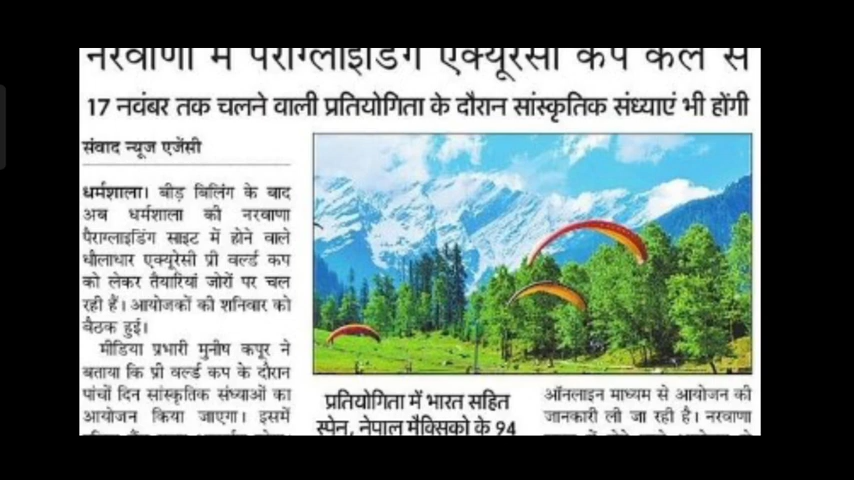 नरवाणा में पैराग्लाइडिंग एक्यूरेसी कप कल से
17 नवंबर तक चलने वाली प्रतियोगिता के दौरान सांस्कृतिक संध्याएं भी होंगी
संवाद न्यूज एजेंसी
धर्मशाला। बीड़ बिलिंग के बाद
अब धर्मशाला की नरवाणा
पैराग्लाइडिंग साइट में होने वाले
धौलाधार एक्यूरेसी प्री वर्ल्ड कप
को लेकर तैयारियां जोरों पर चल
रही हैं। आयोजकों की शनिवार को
बैठक हुई।
मीडिया प्रभारी मुनीष कपूर ने
बताया कि प्री वर्ल्ड कप के दौरान
पांचों दिन सांस्कृतिक संध्याओं का
आयोजन किया जाएगा। इसमें
प्रतियोगिता में भारत सहित
स्पेन, नेपाल मैक्सिको के 94
ऑनलाइन माध्यम से आयोजन की
जानकारी ली जा रही है। नरवाणा